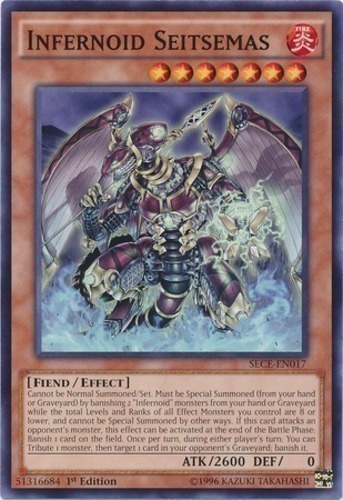 INFERNOID SEITSEMAS
FIRE
炎
SECE-EN017
[FIEND / EFFECT]
Cannot be Normal Summoned/Set. Must be Special Summoned (from your hand
or Graveyard) by banishing 2 "Infernoid" monsters from your hand or Graveyard
while the total Levels and Ranks of all Effect Monsters you control are 8 or
lower, and cannot be Special Summoned by other ways. If this card attacks an
opponent's monster, this effect can be activated at the end of the Battle Phase:
Banish 1 card on the field. Once per turn, during either player's turn: You can
Tribute 1 monster, then target 1 card in your opponent's Graveyard; banish it.
ATK/2600 DEF/ 0
51316684 1st Edition ©1996 KAZUKI TAKAHASHI